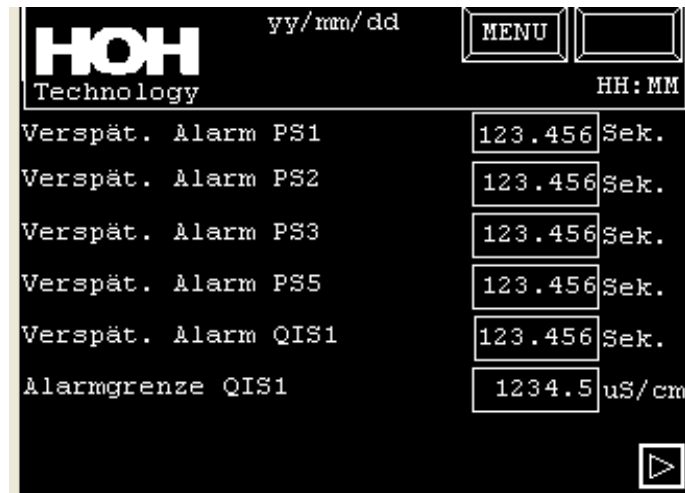 yy/mm/dd MENU
HOH
Technology HH:MM
Verspät. Alarm PS1 123.456 Sek.
Verspät. Alarm PS2 123.456 Sek.
Verspät. Alarm PS3 123.456 Sek.
Verspät. Alarm PS5 123.456 Sek.
Verspät. Alarm QIS1 123.456 Sek.
Alarmgrenze QIS1 1234.5 uS/cm